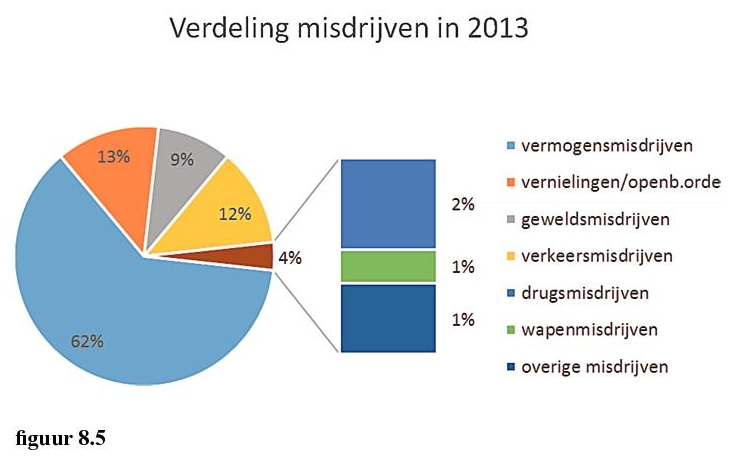 Verdeling misdrijven in 2013
13%
9%
12%
4%
62%
2%
1%
1%
vermogensmisdrijven
vernielingen/openb.orde
geweldsmisdrijven
verkeersmisdrijven
drugsmisdrijven
wapenmisdrijven
overige misdrijven
figuur 8.5